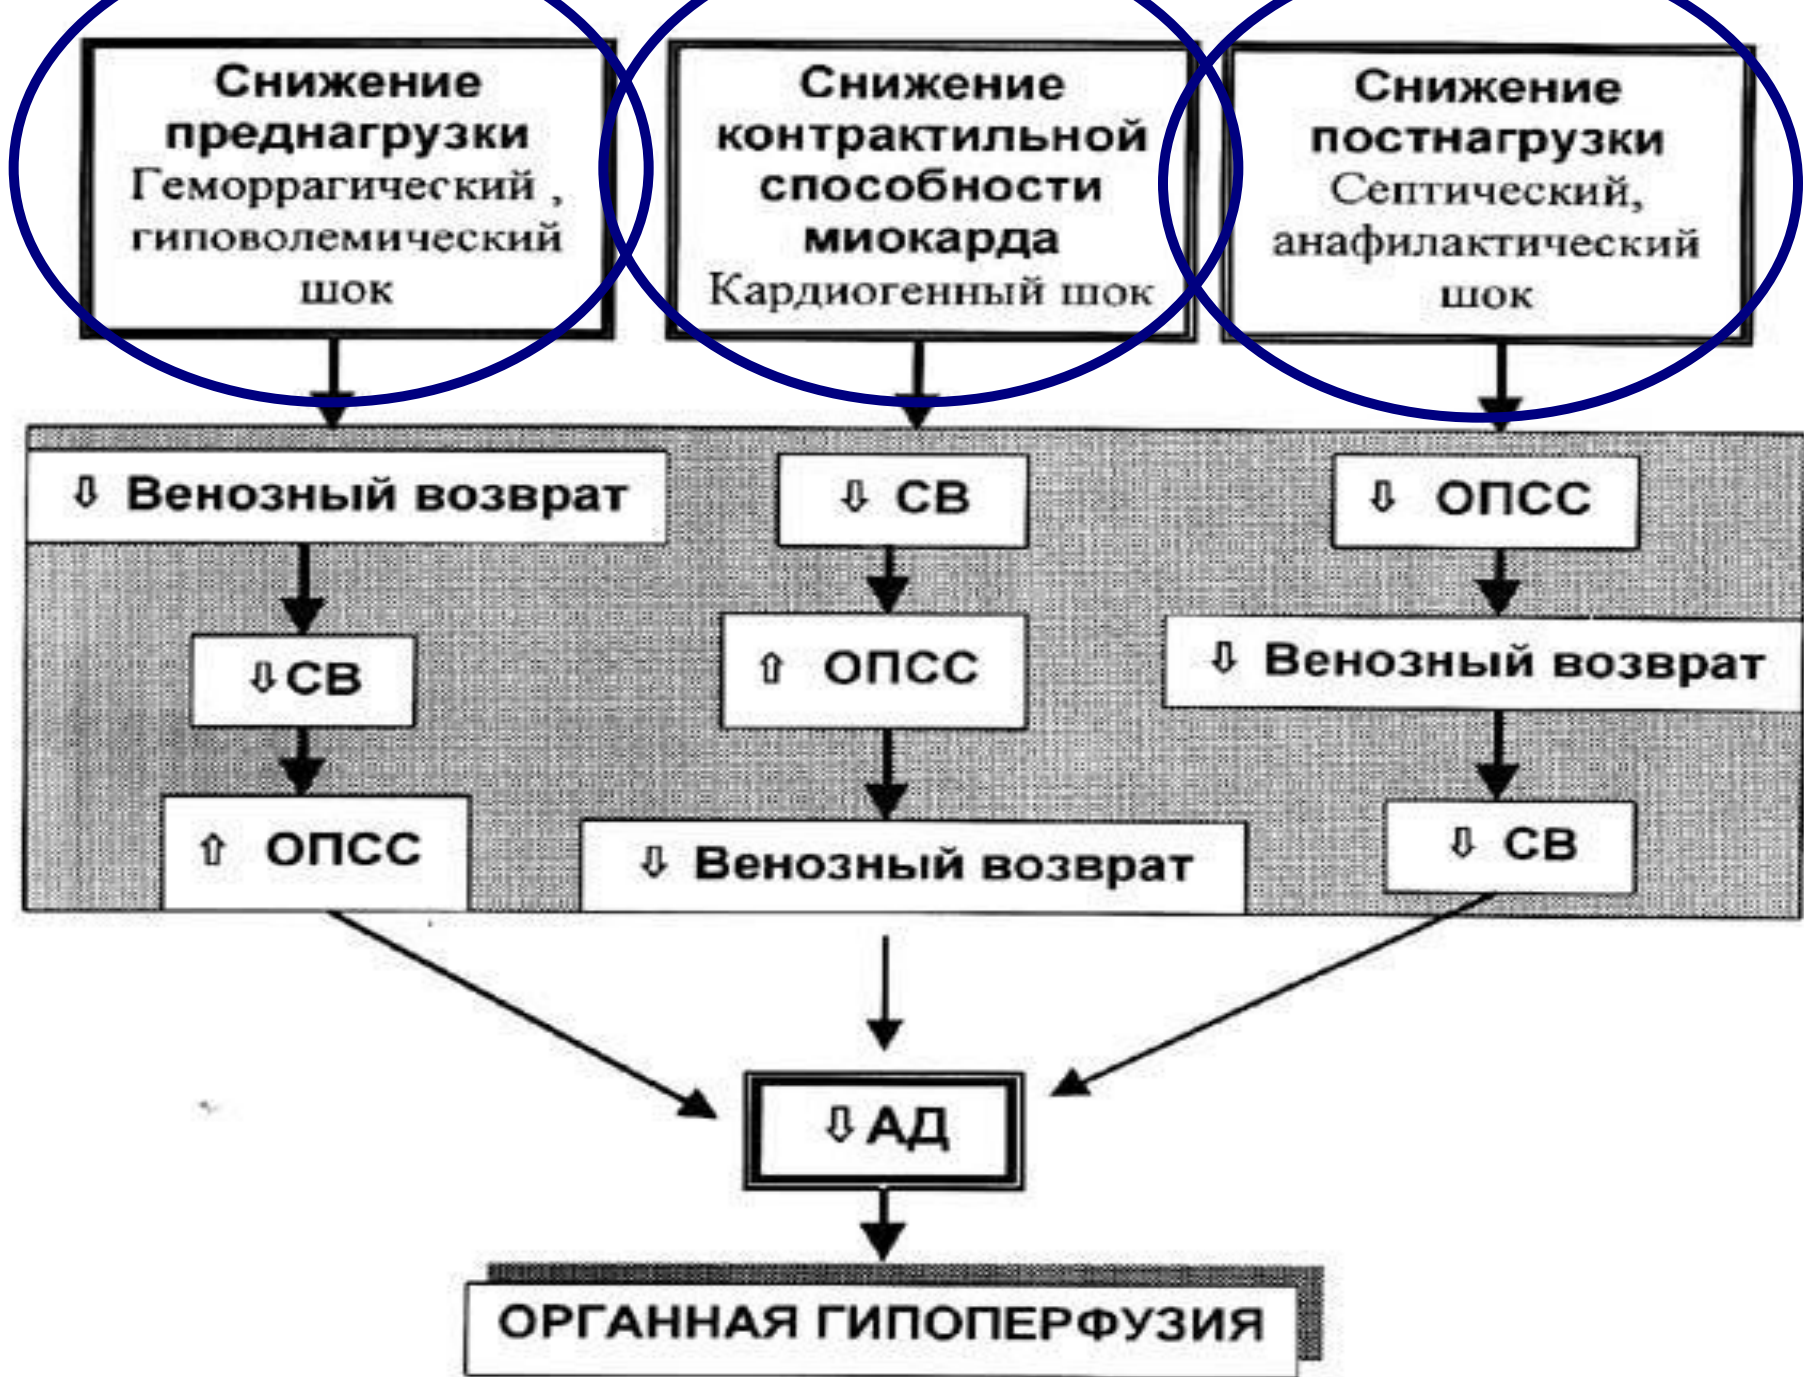 Снижение
преднагрузки
Геморрагический ,
гиповолемический
шок
Снижение
контрактильной
способности
миокарда
Кардиогенный шок
Снижение
постнагрузки
Септический,
анафилактический
шок
⇩ Венозный возврат
⇩ СВ
⇧ ОПСС
⇩ СВ
⇧ ОПСС
⇩ Венозный возврат
⇩ ОПСС
⇩ Венозный возврат
⇩ СВ
⇩ АД
ОРГАННАЯ ГИПОПЕРФУЗИЯ